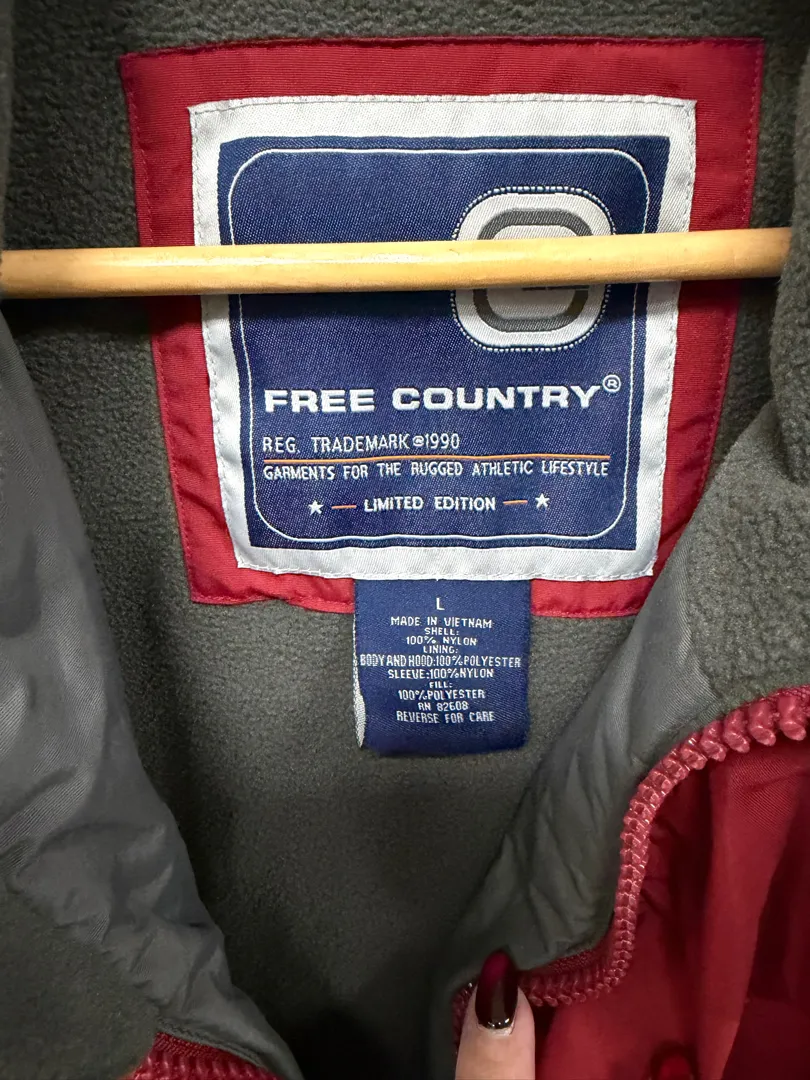 FREE COUNTRY®
REG. TRADEMARK ©1990
GARMENTS FOR THE RUGGED ATHLETIC LIFESTYLE
LIMITED EDITION
L
MADE IN VIETNAM
SHELL:
100% NYLON
LINING:
BODY AND HOOD:100%POLYESTER
SLEEVE:100%NYLON
FILL:
100%POLYESTER
RN 82608
REVERSE FOR CARE